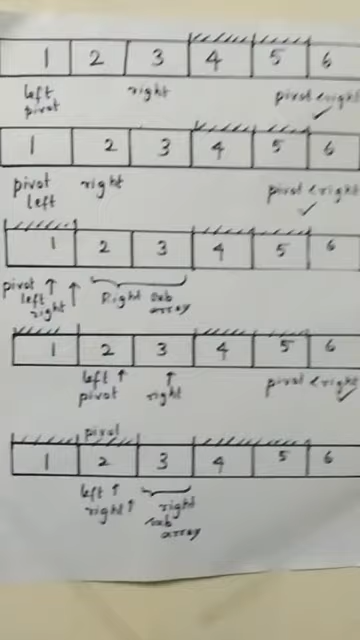 1 2 3 4 5 6
left right pivot < right
pivot
1 2 3 4 5 6
pivot right pivot < right
left
1 2 3 4 5 6
pivot Right sub
left array
right
1 2 3 4 5 6
left right pivot < right
pivot
pivot
1 2 3 4 5 6
left right
right sub
array